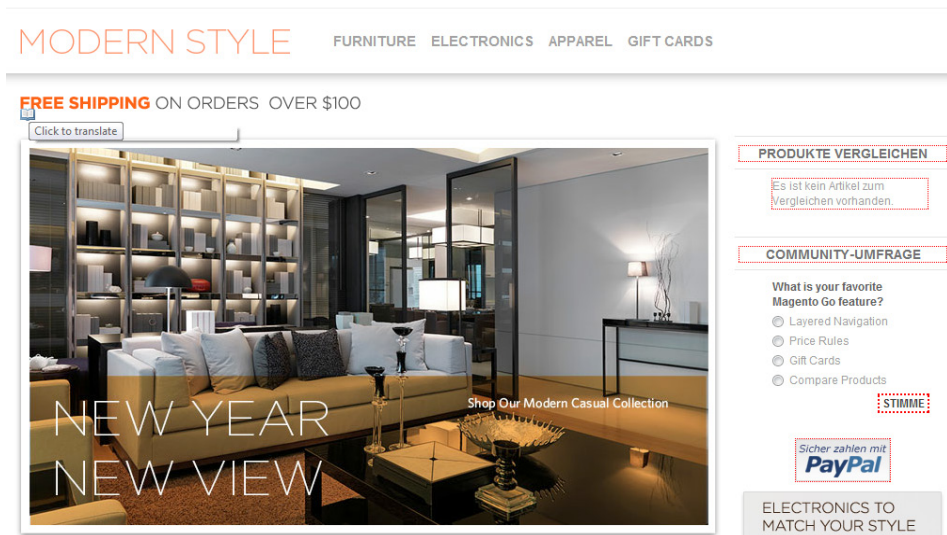 MODERN STYLE
FURNITURE ELECTRONICS APPAREL GIFT CARDS
FREE SHIPPING ON ORDERS OVER $100
Click to translate
NEW YEAR
NEW VIEW
Shop Our Modern Casual Collection
PRODUKTE VERGLEICHEN
Es ist kein Artikel zum
Vergleichen vorhanden.
COMMUNITY-UMFRAGE
What is your favorite
Magento Go feature?
Layered Navigation
Price Rules
Gift Cards
Compare Products
STIMME
Sicher zahlen mit
PayPal
ELECTRONICS TO
MATCH YOUR STYLE